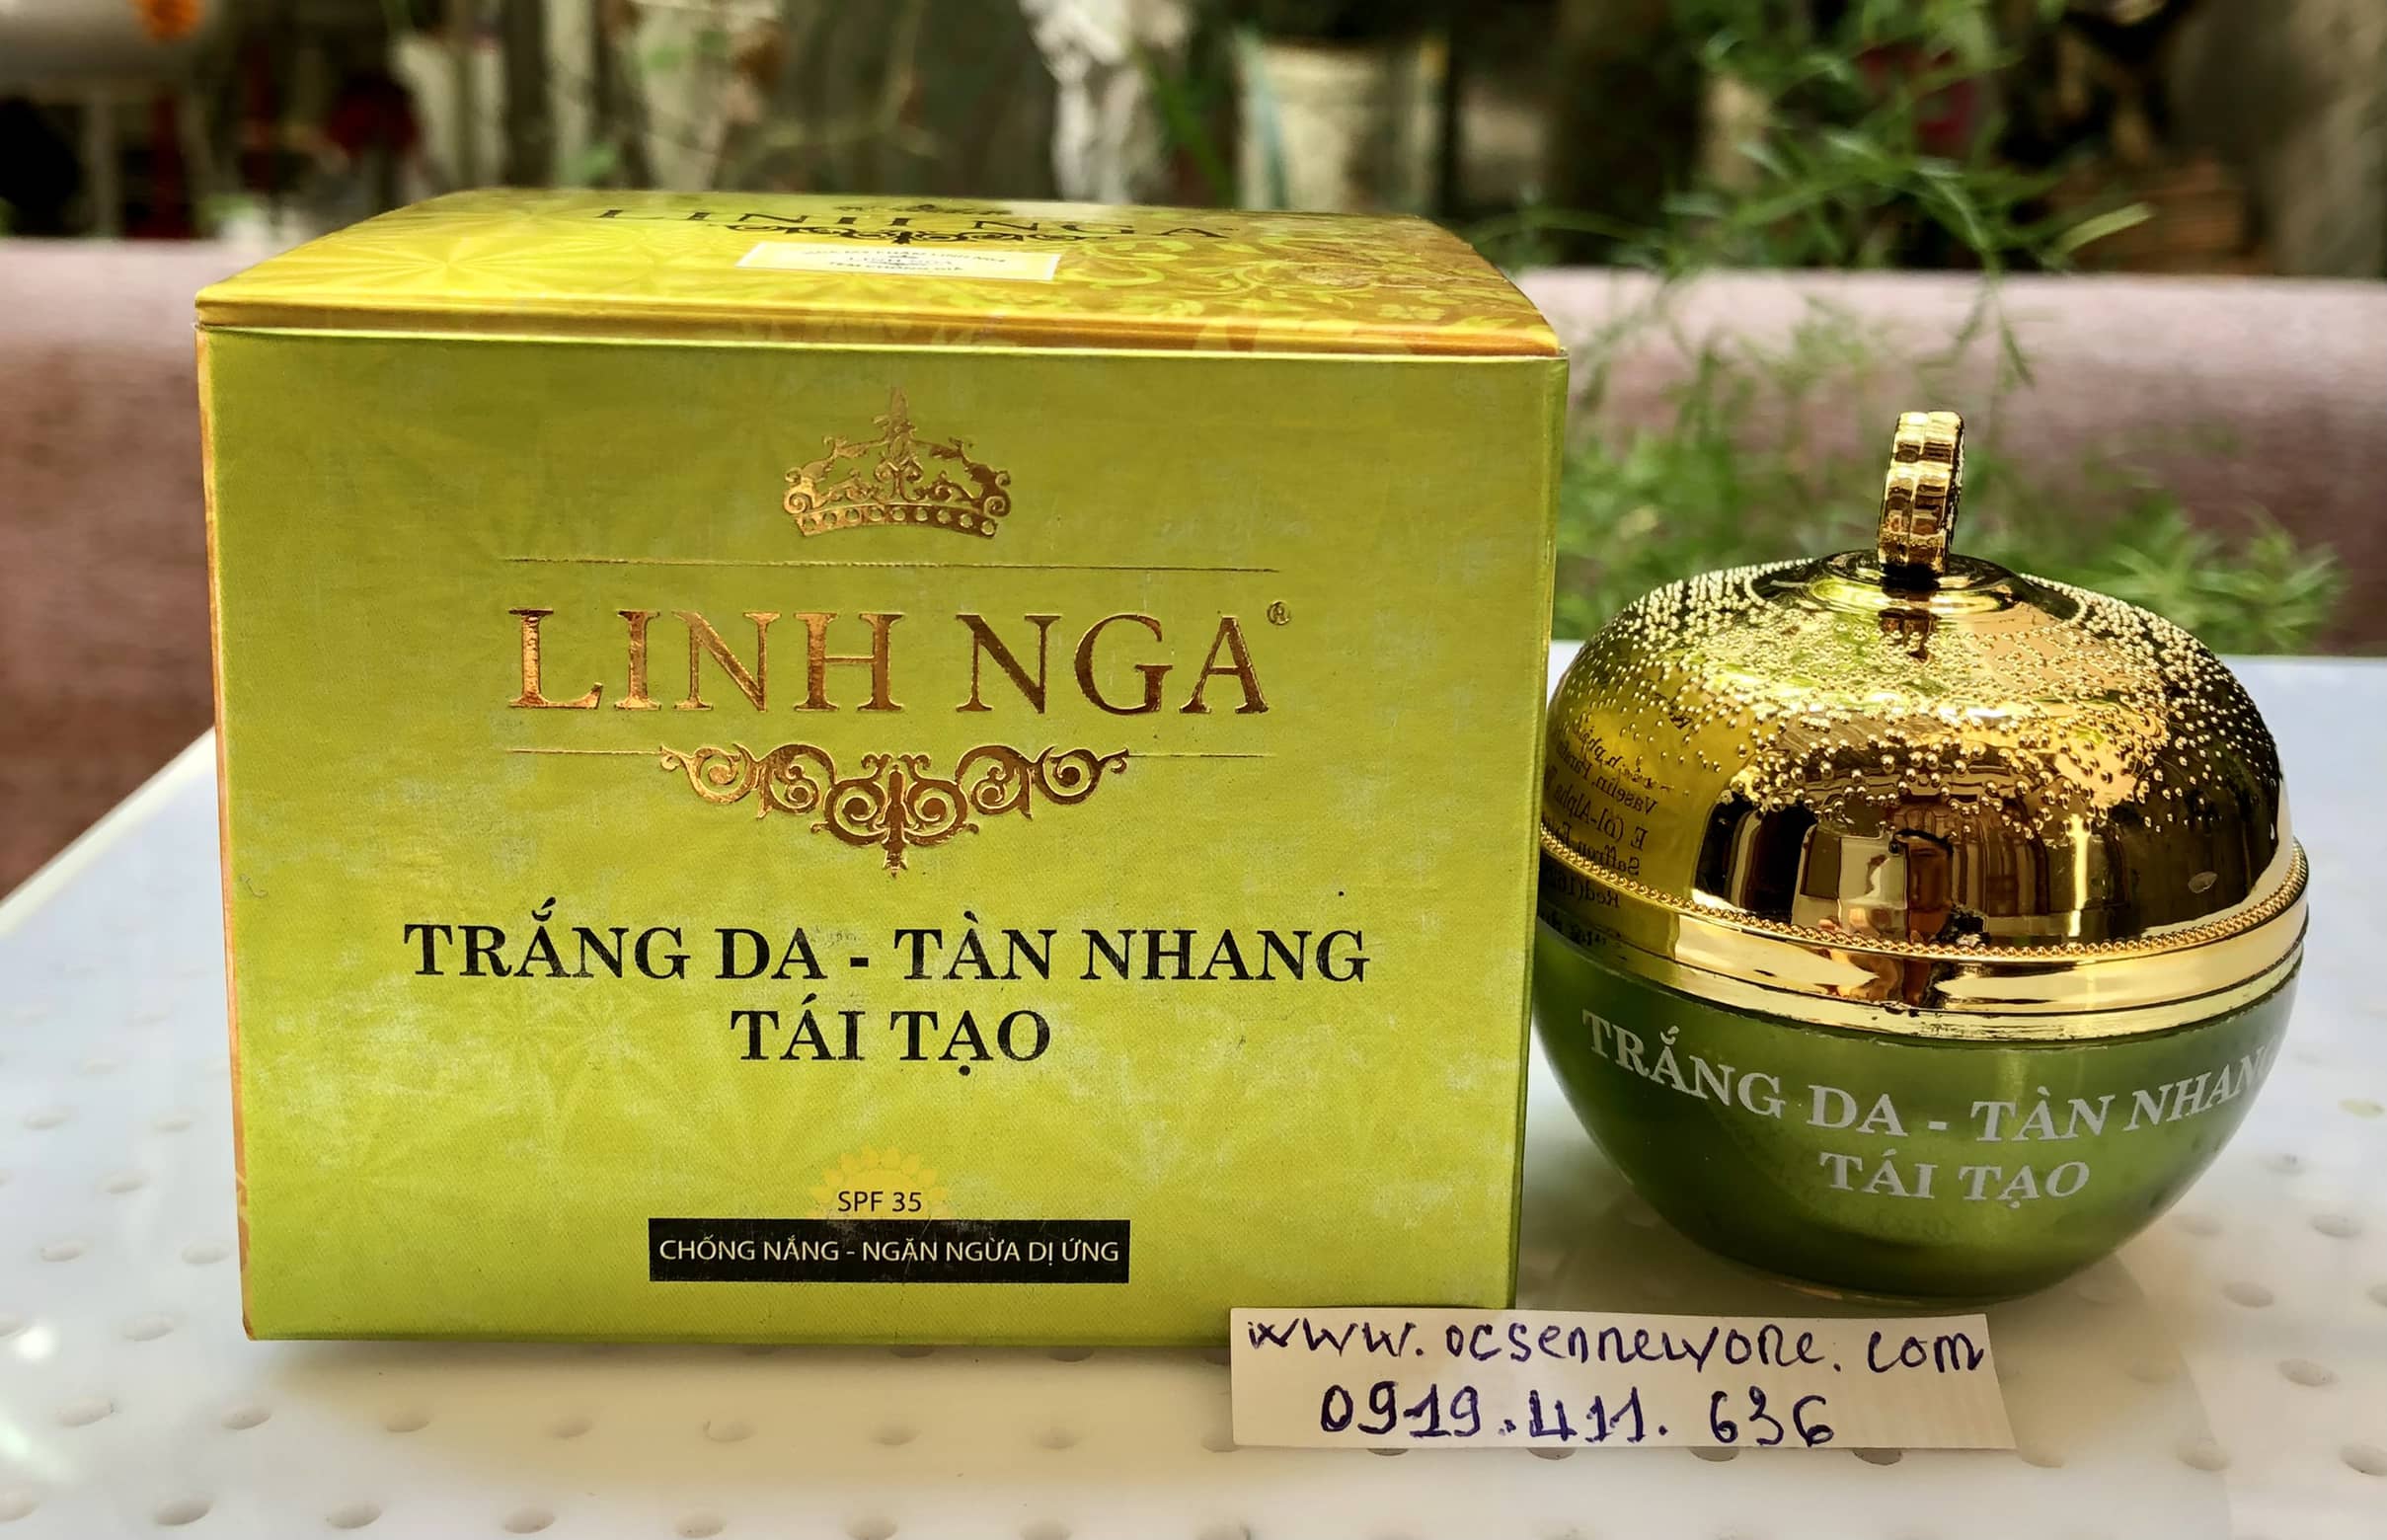 LINH NGA
LINH NGA®
TRẮNG DA - TÀN NHANG
TÁI TẠO
SPF 35
CHỐNG NẮNG - NGĂN NGỪA DỊ ỨNG
TRẮNG DA - TÀN NHANG
TÁI TẠO
www.ocsennewyone.com
0919.411.636